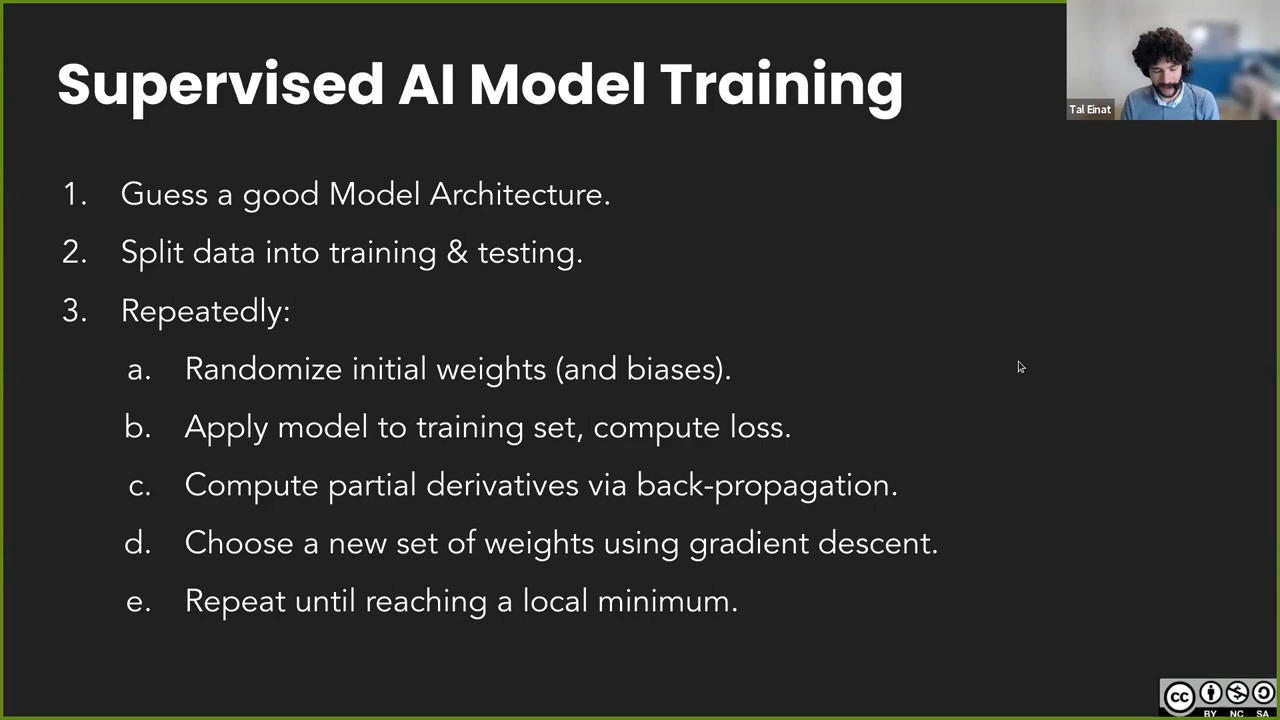 Supervised AI Model Training
Tal Einat
1. Guess a good Model Architecture.
2. Split data into training & testing.
3. Repeatedly:
a. Randomize initial weights (and biases).
b. Apply model to training set, compute loss.
c. Compute partial derivatives via back-propagation.
d. Choose a new set of weights using gradient descent.
e. Repeat until reaching a local minimum.
cc
BY NC SA